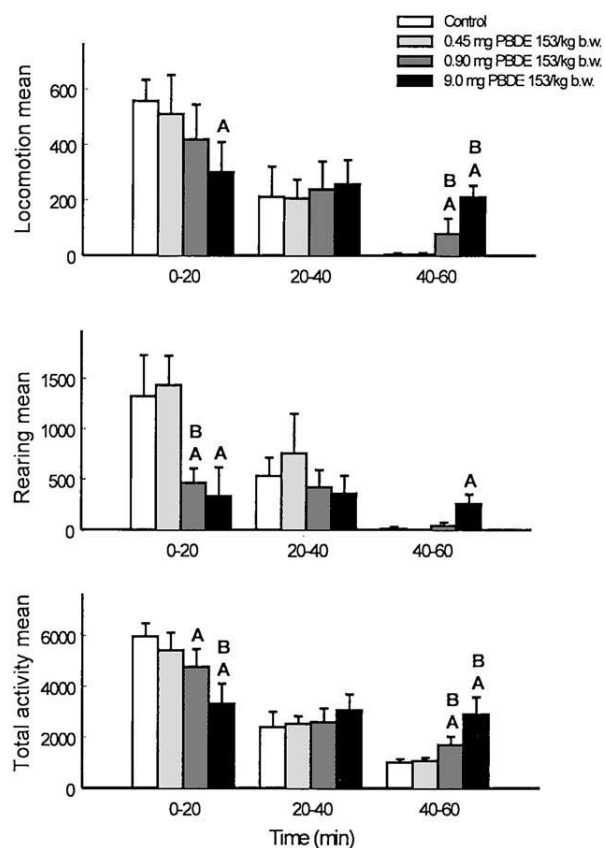 Control
0.45 mg PBDE 153/kg b.w.
0.90 mg PBDE 153/kg b.w.
9.0 mg PBDE 153/kg b.w.
Locomotion mean
600
400
200
0
A
B
A
B
A
0-20
20-40
40-60
Rearing mean
1500
1000
500
0
B
A
A
A
0-20
20-40
40-60
Total activity mean
6000
4000
2000
0
A
B
A
B
A
B
A
0-20
20-40
40-60
Time (min)